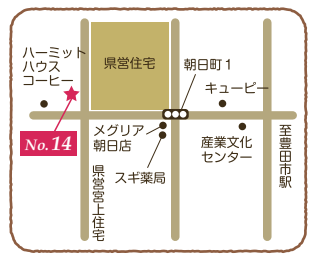 ハーミット
ハウス
コーヒー
県営住宅
朝日町1
キューピー
No.14
メグリア
朝日店
スギ薬局
産業文化
センター
県営宮上住宅
至豊田市駅